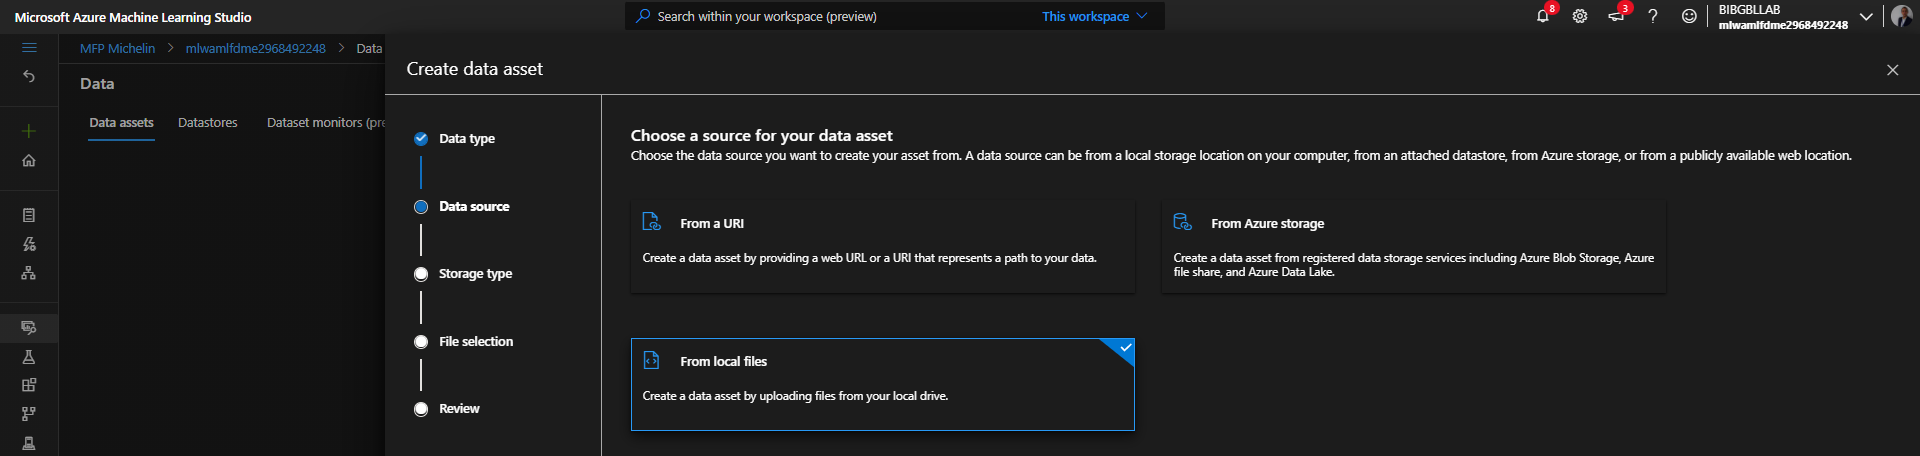 Microsoft Azure Machine Learning Studio
Search within your workspace (preview)
This workspace
8
3
?
BIBGBLLAB
mlwamlfdme2968492248
MFP Michelin > mlwamlfdme2968492248 > Data
Data
Data assets
Datastores
Dataset monitors (pre
Create data asset
Data type
Data source
Storage type
File selection
Review
Choose a source for your data asset
Choose the data source you want to create your asset from. A data source can be from a local storage location on your computer, from an attached datastore, from Azure storage, or from a publicly available web location.
From a URI
Create a data asset by providing a web URL or a URI that represents a path to your data.
From Azure storage
Create a data asset from registered data storage services including Azure Blob Storage, Azure
file share, and Azure Data Lake.
From local files
Create a data asset by uploading files from your local drive.